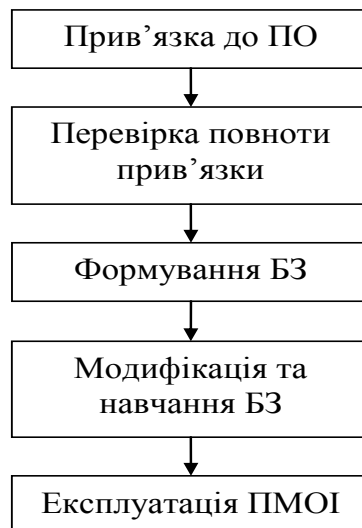 Прив’язка до ПО
Перевірка повноти
прив’язки
Формування БЗ
Модифікація та
навчання БЗ
Експлуатація ПМОІ